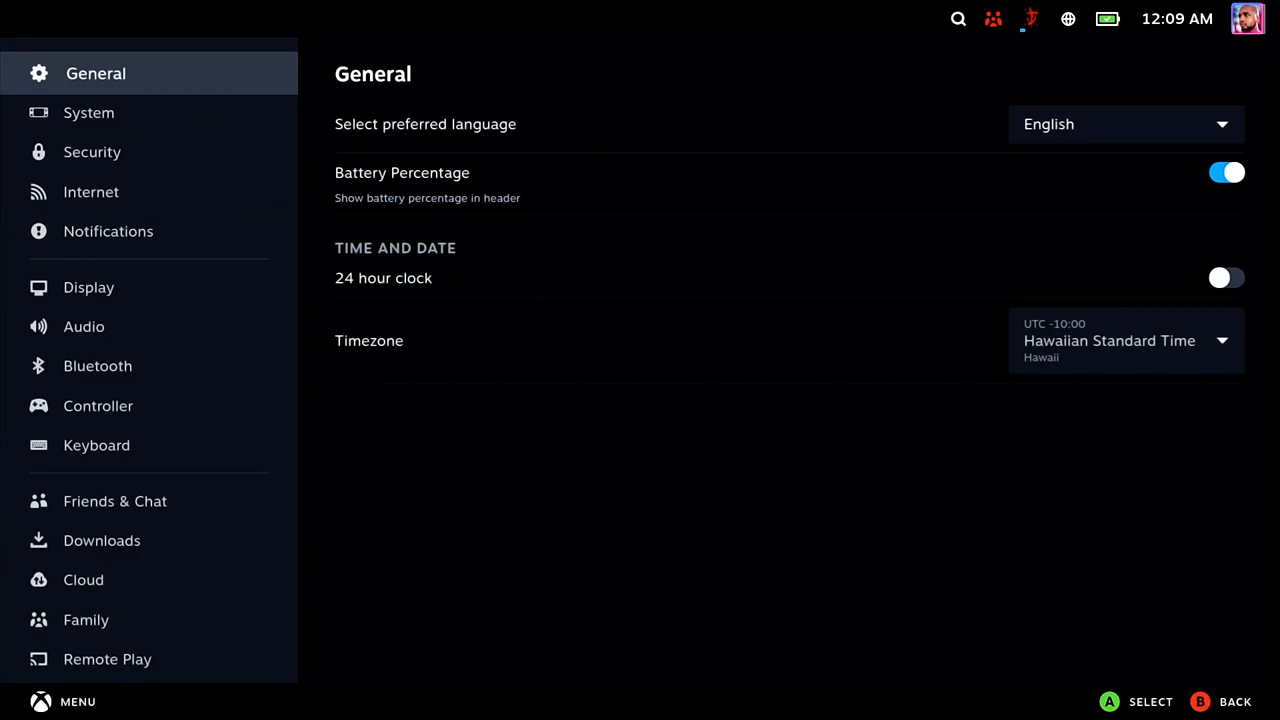 12:09 AM
General
System
Security
Internet
Notifications
Display
Audio
Bluetooth
Controller
Keyboard
Friends & Chat
Downloads
Cloud
Family
Remote Play
General
Select preferred language
English
Battery Percentage
Show battery percentage in header
TIME AND DATE
24 hour clock
Timezone
UTC -10:00
Hawaiian Standard Time
Hawaii
MENU
A SELECT
B BACK